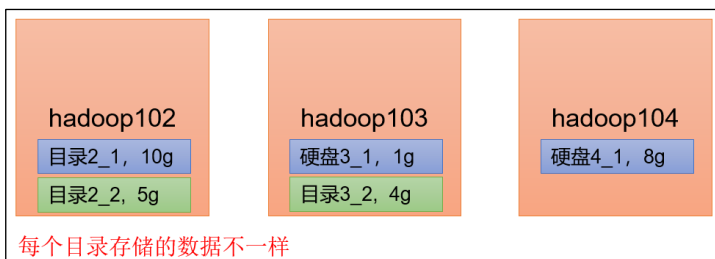 hadoop102
目录2_1，10g
目录2_2, 5g
hadoop103
硬盘3_1，1g
目录3_2, 4g
hadoop104
硬盘4_1，8g
每个目录存储的数据不一样